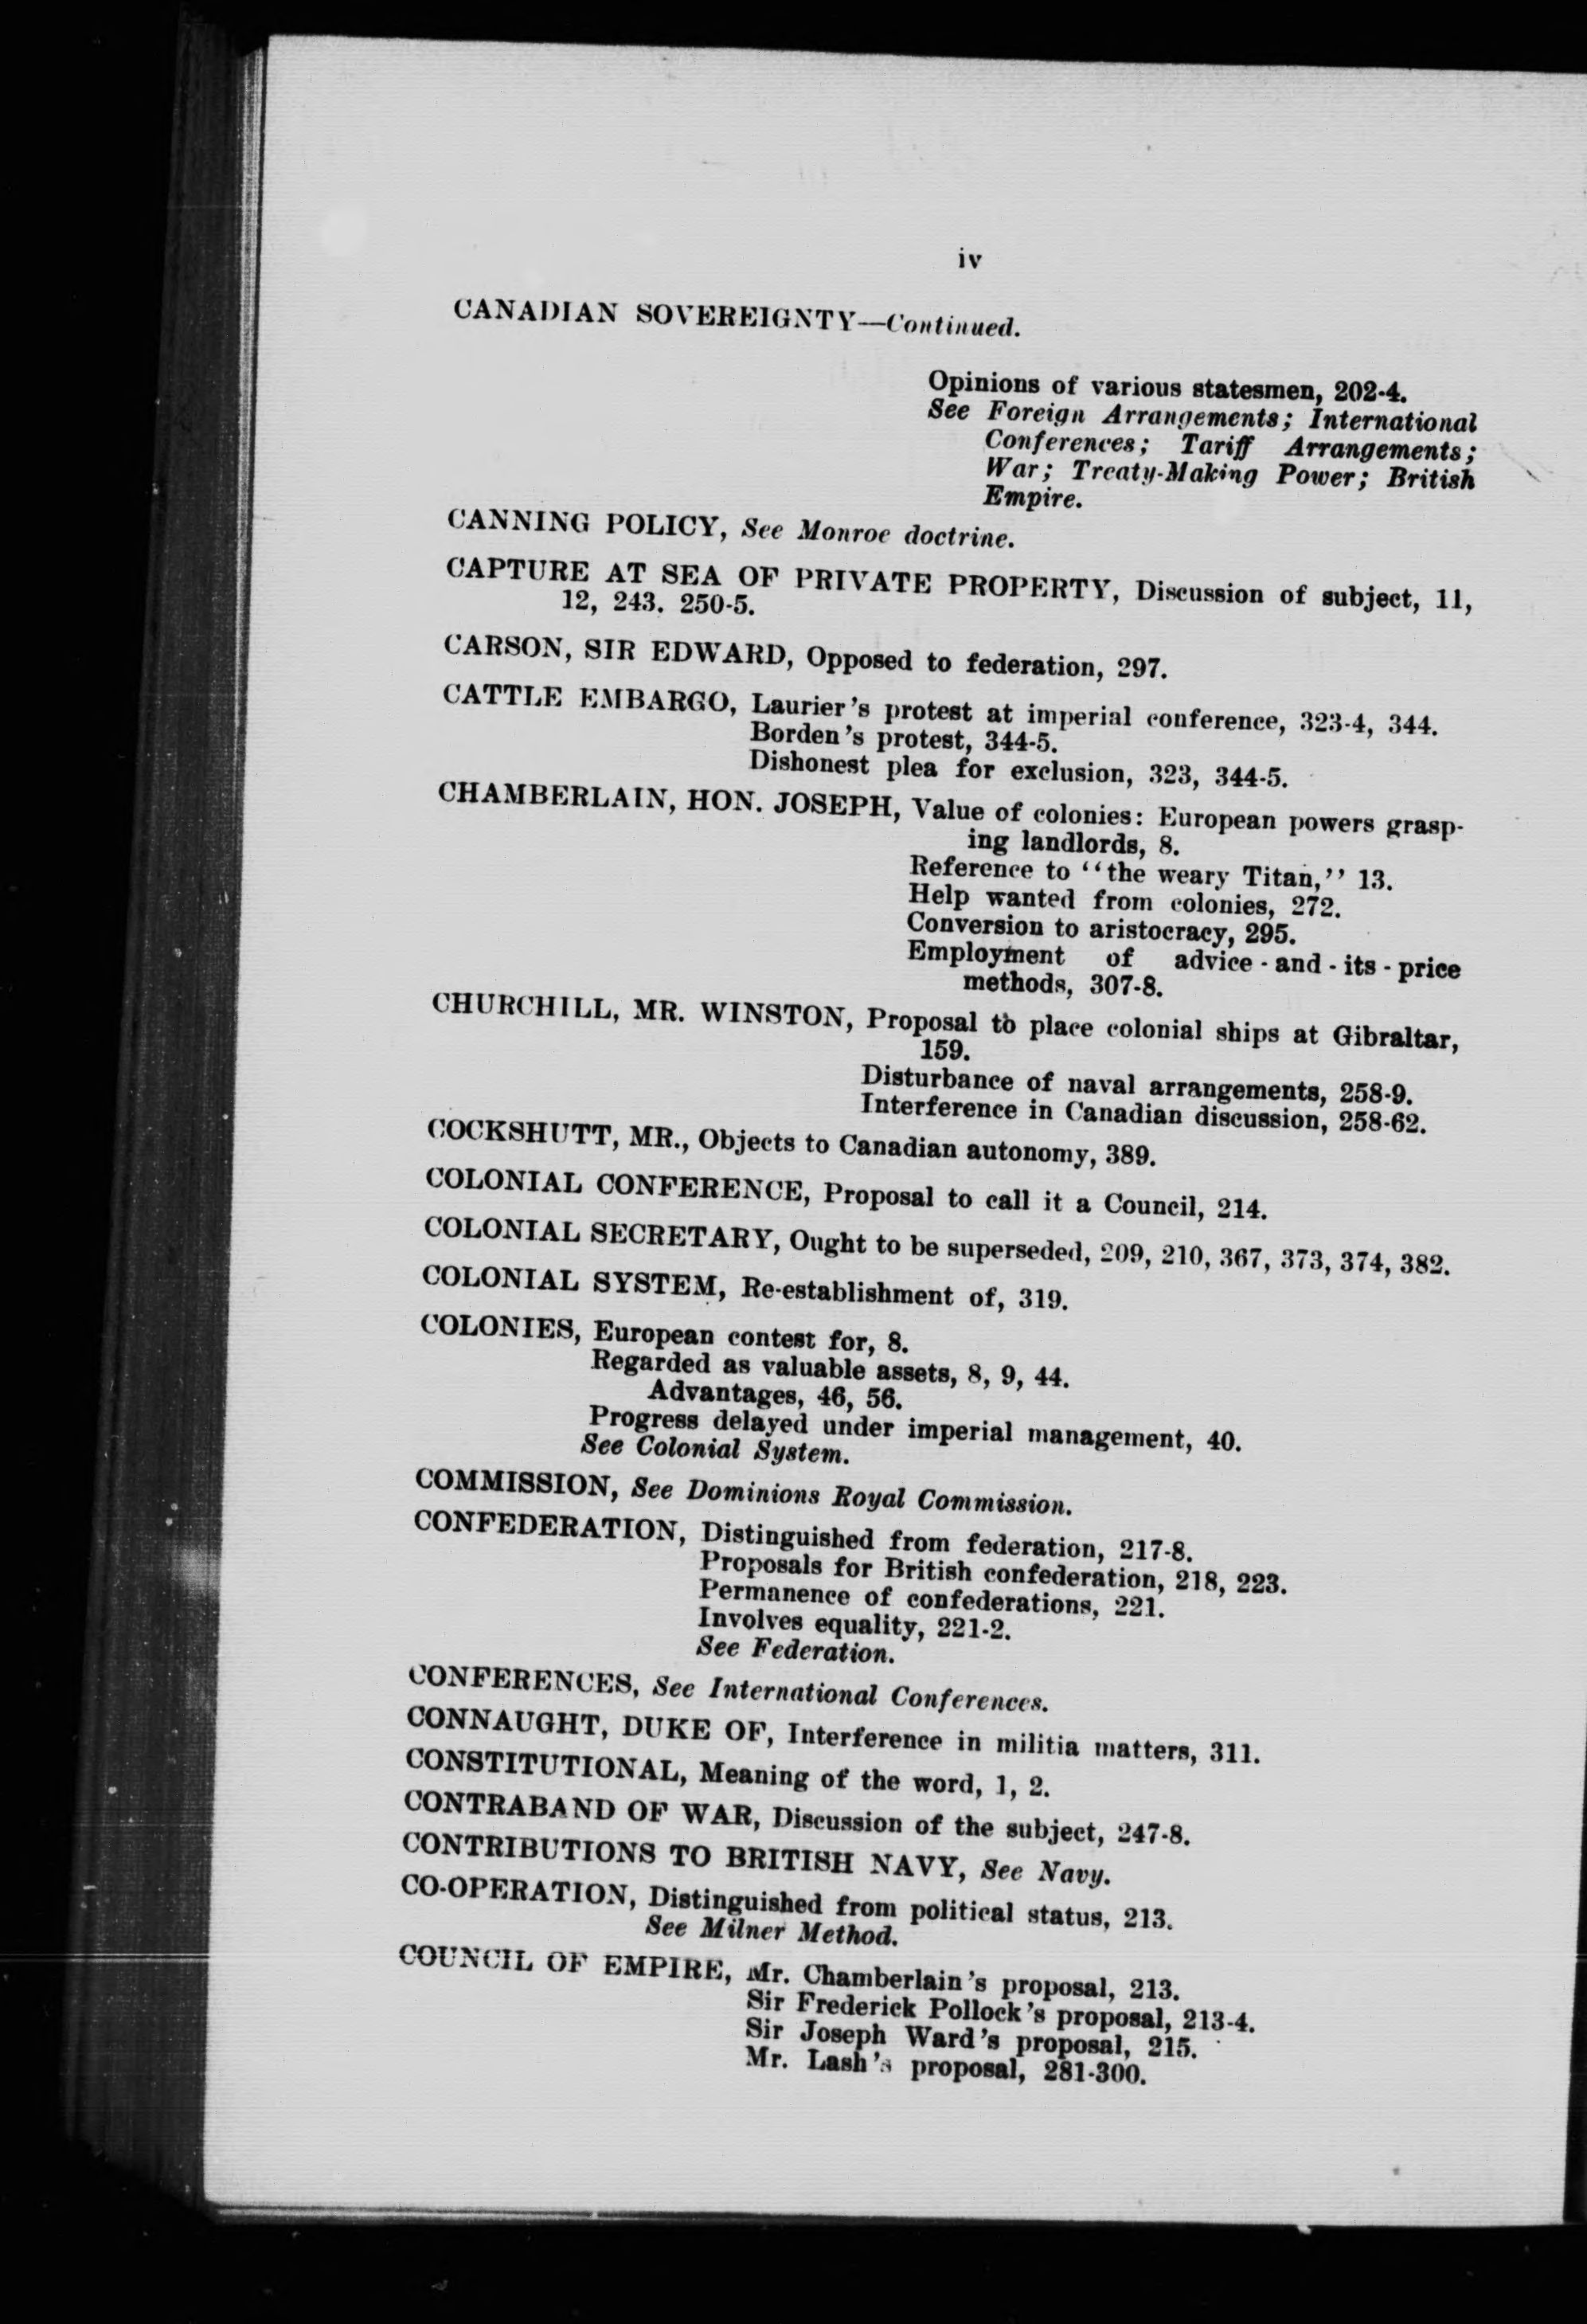 iv
CANADIAN SOVEREIGNTY—Continued.
Opinions of various statesmen, 202-4.
See Foreign Arrangements; International
Conferences; Tariff Arrangements;
War; Treaty-Making Power; British
Empire.
CANNING POLICY, See Monroe doctrine.
CAPTURE AT SEA OF PRIVATE PROPERTY, Discussion of subject, 11,
12, 243. 250-5.
CARSON, SIR EDWARD, Opposed to federation, 297.
CATTLE EMBARGO, Laurier's protest at imperial conference, 323-4, 344.
Borden's protest, 344-5.
Dishonest plea for exclusion, 323, 344-5.
CHAMBERLAIN, HON. JOSEPH, Value of colonies: European powers grasp-
ing landlords, 8.
Reference to "the weary Titan," 13.
Help wanted from colonies, 272.
Conversion to aristocracy, 295.
Employment of advice - and - its - price
methods, 307-8.
CHURCHILL, MR. WINSTON, Proposal to place colonial ships at Gibraltar,
159.
Disturbance of naval arrangements, 258-9.
Interference in Canadian discussion, 258-62.
COCKSHUTT, MR., Objects to Canadian autonomy, 389.
COLONIAL CONFERENCE, Proposal to call it a Council, 214.
COLONIAL SECRETARY, Ought to be superseded, 209, 210, 367, 373, 374, 382.
COLONIAL SYSTEM, Re-establishment of, 319.
COLONIES, European contest for, 8.
Regarded as valuable assets, 8, 9, 44.
Advantages, 46, 56.
Progress delayed under imperial management, 40.
See Colonial System.
COMMISSION, See Dominions Royal Commission.
CONFEDERATION, Distinguished from federation, 217-8.
Proposals for British confederation, 218, 223.
Permanence of confederations, 221.
Involves equality, 221-2.
See Federation.
CONFERENCES, See International Conferences.
CONNAUGHT, DUKE OF, Interference in militia matters, 311.
CONSTITUTIONAL, Meaning of the word, 1, 2.
CONTRABAND OF WAR, Discussion of the subject, 247-8.
CONTRIBUTIONS TO BRITISH NAVY, See Navy.
CO-OPERATION, Distinguished from political status, 213.
See Milner Method.
COUNCIL OF EMPIRE, Mr. Chamberlain's proposal, 213.
Sir Frederick Pollock's proposal, 213-4.
Sir Joseph Ward's proposal, 215.
Mr. Lash's proposal, 281-300.